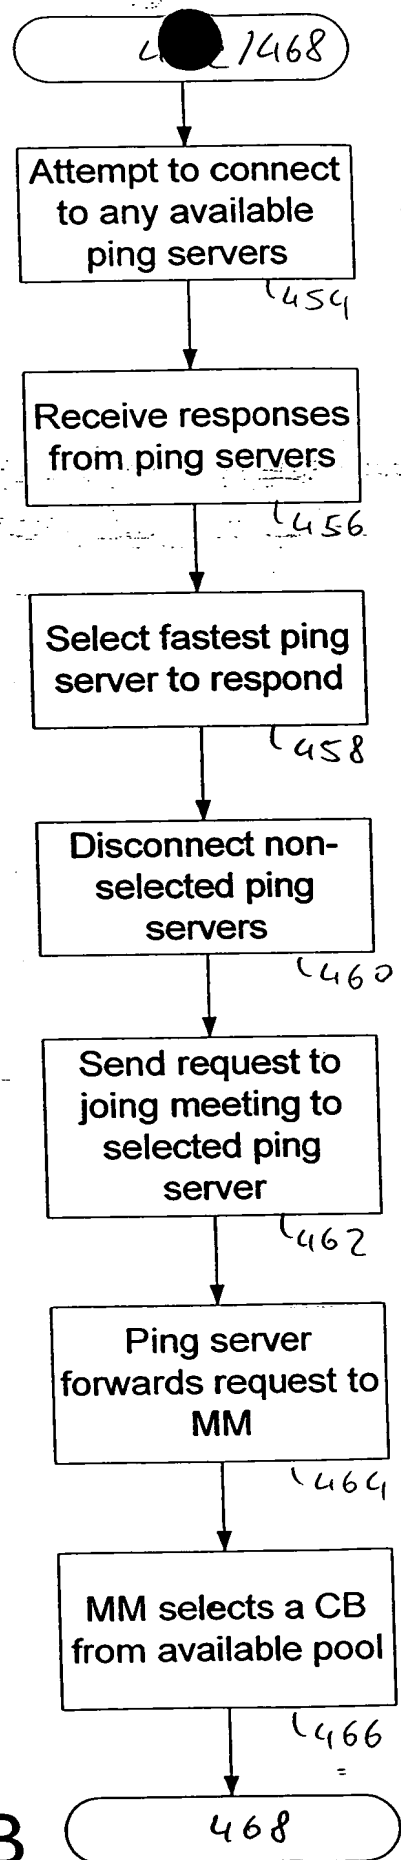 /468
Attempt to connect
to any available
ping servers
454
Receive responses
from ping servers
456
Select fastest ping
server to respond
458
Disconnect non-
selected ping
servers
460
Send request to
joing meeting to
selected ping
server
462
Ping server
forwards request to
MM
464
MM selects a CB
from available pool
466
468